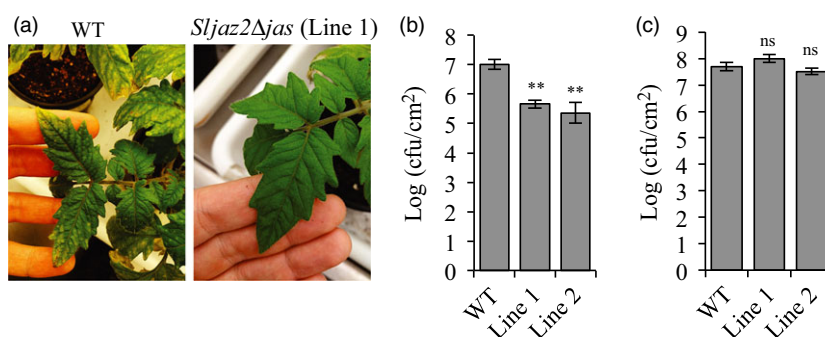 (a)
WT
Sljaz2Δjas (Line 1)
(b)
Log (cfu/cm2)
8
7
6
5
4
3
2
1
0
**
**
WT
Line 1
Line 2
(c)
Log (cfu/cm2)
9
8
7
6
5
4
3
2
1
0
ns
ns
WT
Line 1
Line 2